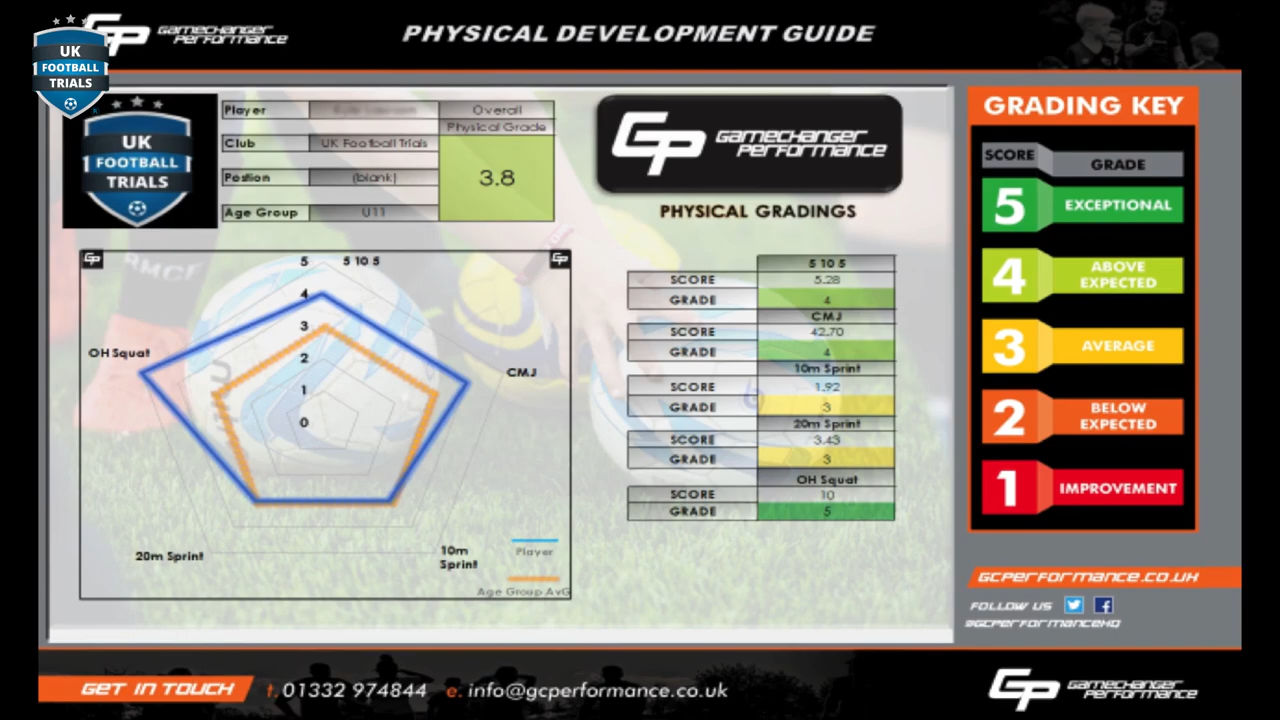 GP GAMECHANGER PERFORMANCE
PHYSICAL DEVELOPMENT GUIDE
UK
FOOTBALL
TRIALS
UK
FOOTBALL
TRIALS
Player
Overall
Physical Grade
Club UK Football Trials
Postion (blank) 3.8
Age Group U11
GP GAMECHANGER
PERFORMANCE
PHYSICAL GRADINGS
GP
GP
5 5 10 5
4
3
2
1
0
OH Squat
CMJ
20m Sprint
10m
Sprint
Player
Age Group AvG
5 10 5
SCORE 5.28
GRADE 4
CMJ
SCORE 42.70
GRADE 4
10m Sprint
SCORE 1.92
GRADE 3
20m Sprint
SCORE 3.43
GRADE 3
OH Squat
SCORE 10
GRADE 5
GRADING KEY
SCORE GRADE
5 EXCEPTIONAL
4 ABOVE
EXPECTED
3 AVERAGE
2 BELOW
EXPECTED
1 IMPROVEMENT
GCPERFORMANCE.CO.UK
FOLLOW US
@GCPERFORMANCEHQ
GET IN TOUCH t. 01332 974844 e. info@gcperformance.co.uk
GP GAMECHANGER
PERFORMANCE